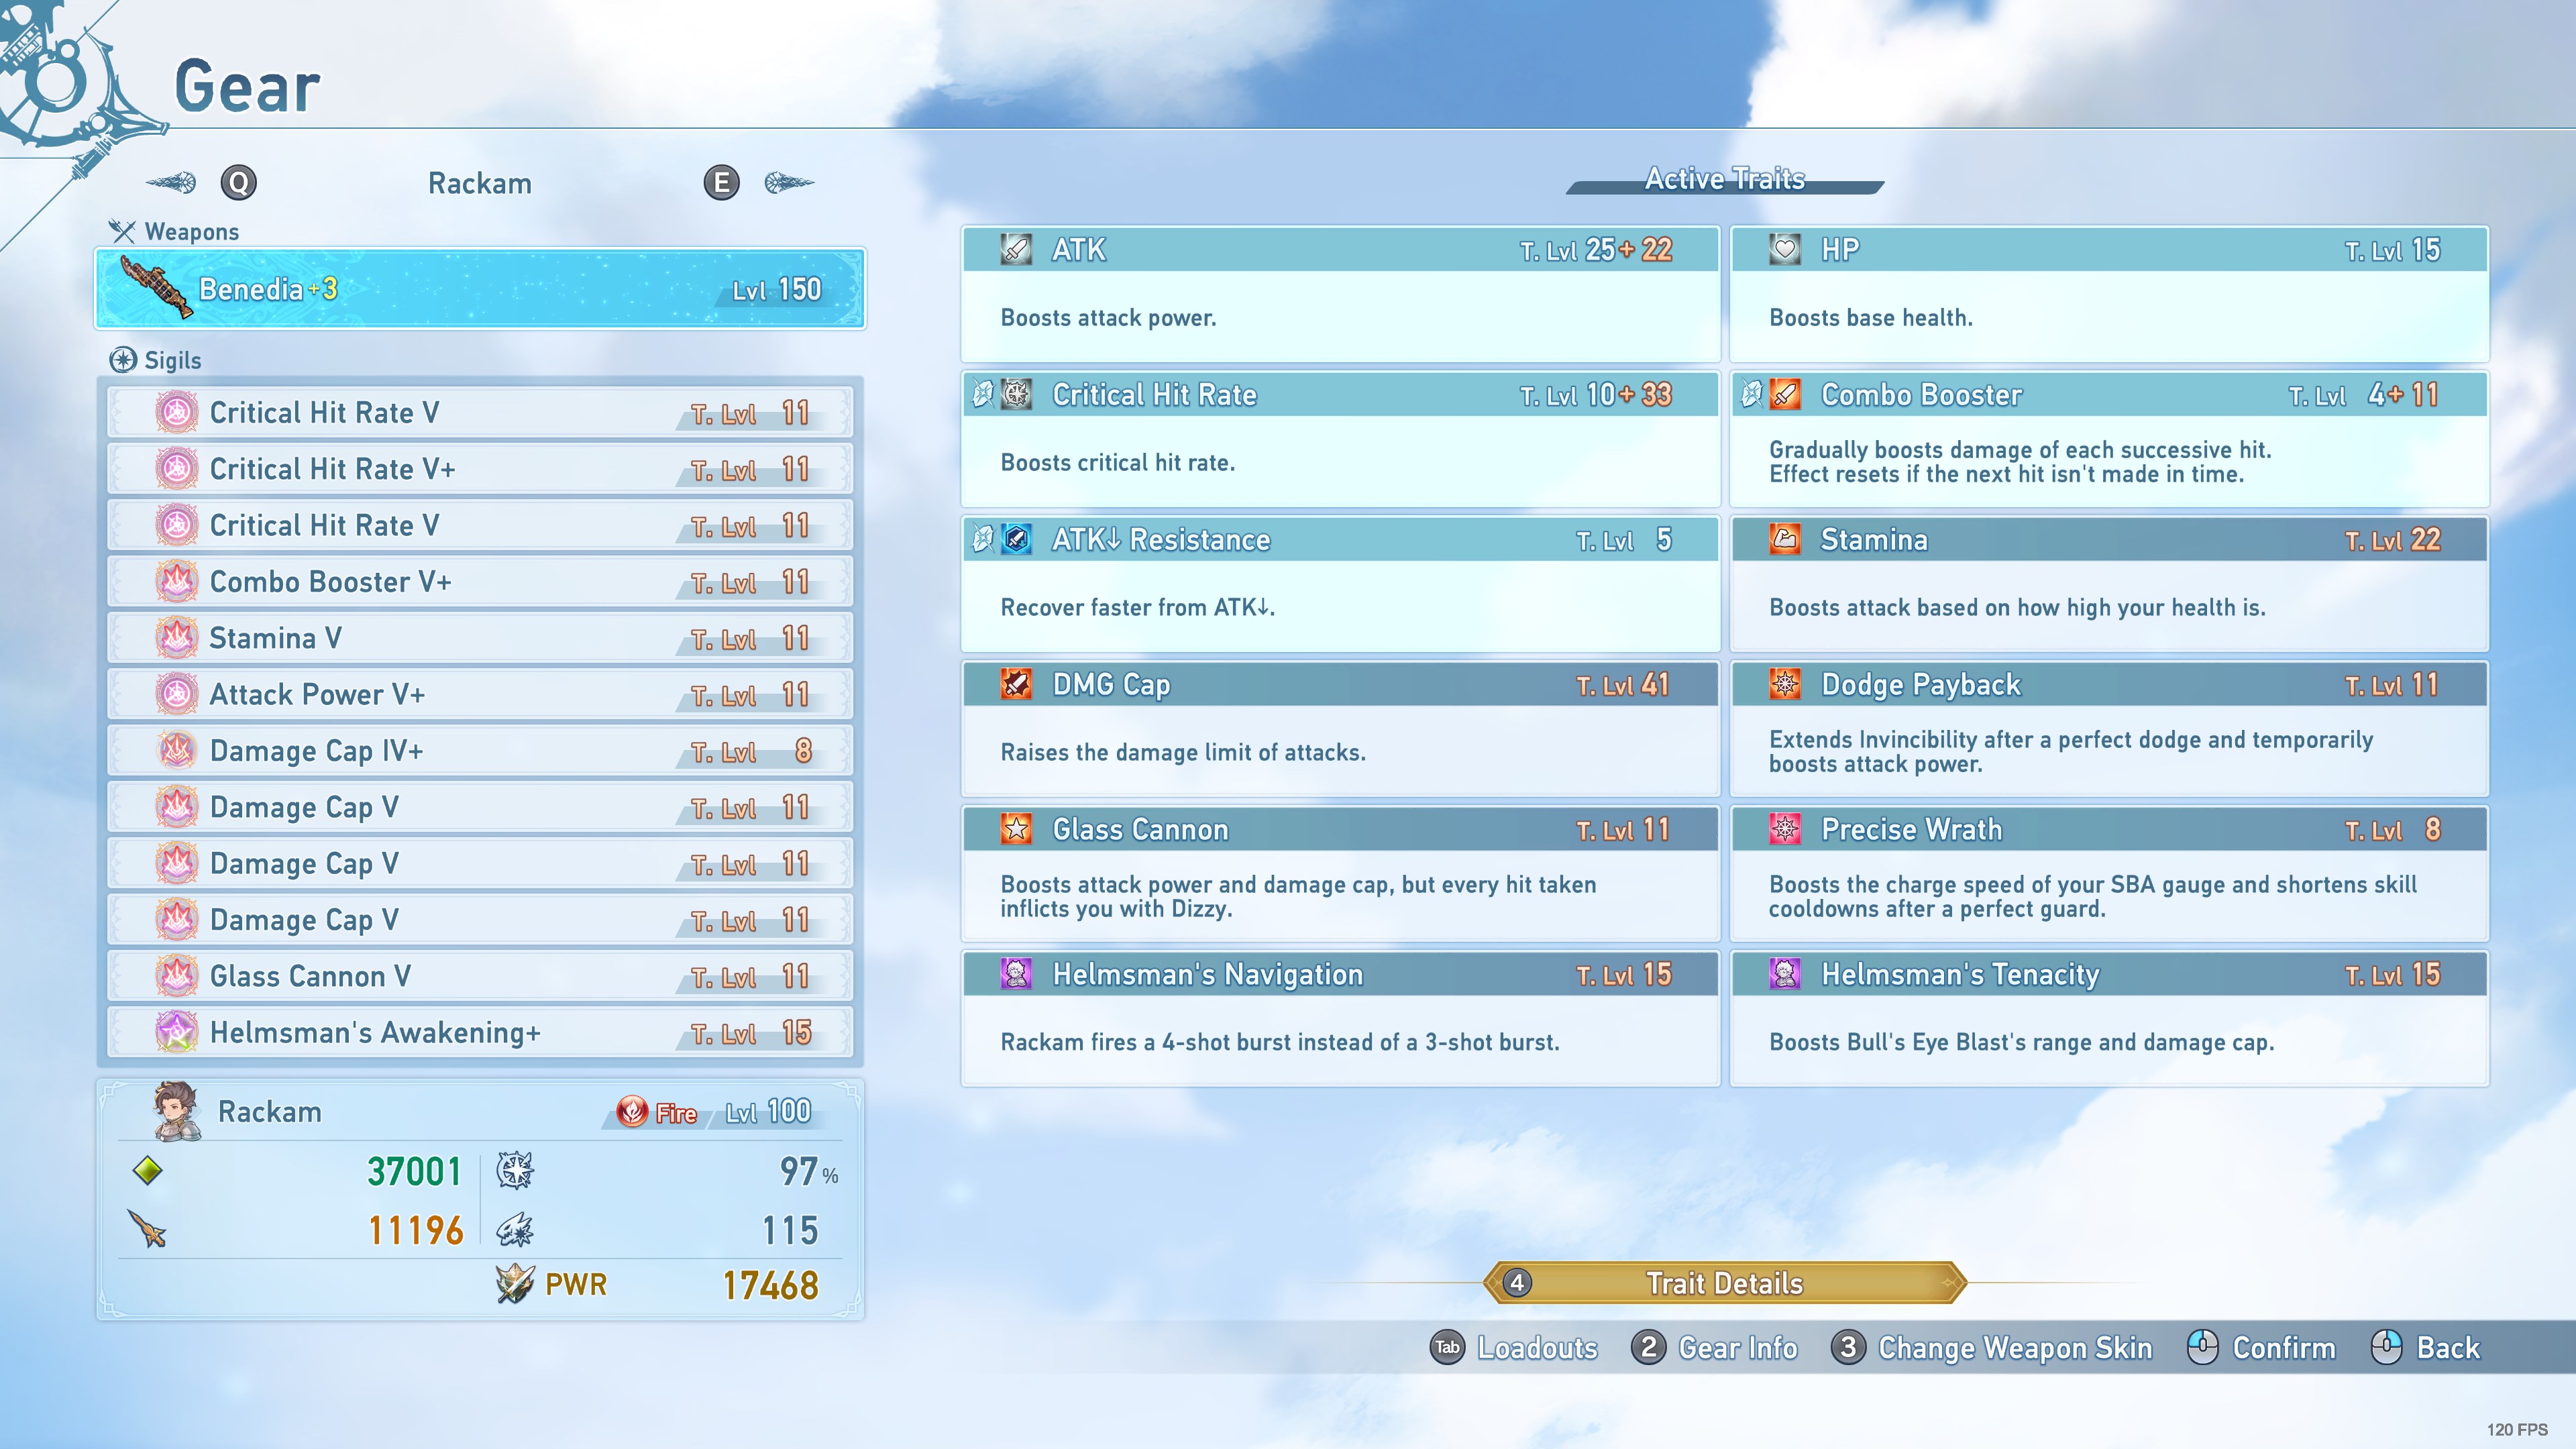 Gear
Q Rackam E
Weapons
Benedia+3 Lvl 150
Sigils
Critical Hit Rate V T. Lvl 11
Critical Hit Rate V+ T. Lvl 11
Critical Hit Rate V T. Lvl 11
Combo Booster V+ T. Lvl 11
Stamina V T. Lvl 11
Attack Power V+ T. Lvl 11
Damage Cap IV+ T. Lvl 8
Damage Cap V T. Lvl 11
Damage Cap V T. Lvl 11
Damage Cap V T. Lvl 11
Glass Cannon V T. Lvl 11
Helmsman's Awakening+ T. Lvl 15
Rackam Fire Lvl 100
37001 97%
11196 115
PWR 17468
Active Traits
ATK T. Lvl 25+ 22
Boosts attack power.
HP T. Lvl 15
Boosts base health.
Critical Hit Rate T. Lvl 10+ 33
Boosts critical hit rate.
Combo Booster T. Lvl 4+ 11
Gradually boosts damage of each successive hit.
Effect resets if the next hit isn't made in time.
ATK↓ Resistance T. Lvl 5
Recover faster from ATK↓.
Stamina T. Lvl 22
Boosts attack based on how high your health is.
DMG Cap T. Lvl 41
Raises the damage limit of attacks.
Dodge Payback T. Lvl 11
Extends Invincibility after a perfect dodge and temporarily
boosts attack power.
Glass Cannon T. Lvl 11
Boosts attack power and damage cap, but every hit taken
inflicts you with Dizzy.
Precise Wrath T. Lvl 8
Boosts the charge speed of your SBA gauge and shortens skill
cooldowns after a perfect guard.
Helmsman's Navigation T. Lvl 15
Rackam fires a 4-shot burst instead of a 3-shot burst.
Helmsman's Tenacity T. Lvl 15
Boosts Bull's Eye Blast's range and damage cap.
4 Trait Details
Tab Loadouts 2 Gear Info 3 Change Weapon Skin Confirm Back
120 FPS